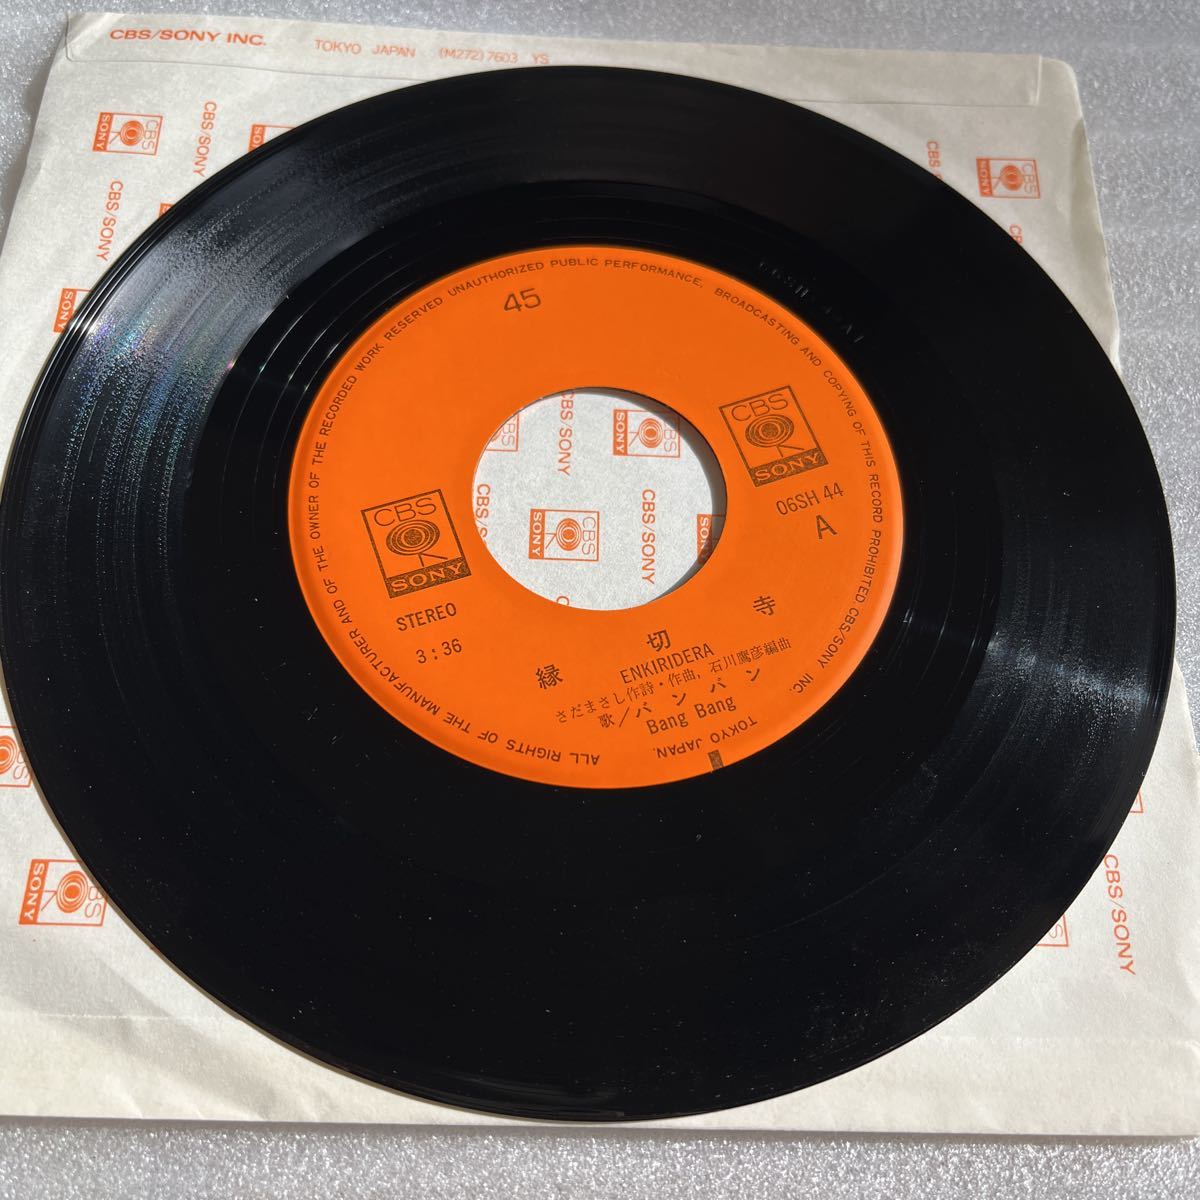 CBS/SONY INC. TOKYO JAPAN (M272)7603 YS
CBS SONY
CBS/SONY
45
CBS SONY
CBS SONY
06SH 44
A
STEREO
3:36
縁切寺
ENKIRIDERA
さだまさし作詩・作曲, 石川鷹彦編曲
歌/バンバン
Bang Bang
ALL RIGHTS OF THE MANUFACTURER AND OF THE OWNER OF THE RECORDED WORK RESERVED UNAUTHORIZED PUBLIC PERFORMANCE, BROADCASTING AND COPYING OF THIS RECORD PROHIBITED CBS/SONY INC. TOKYO JAPAN.